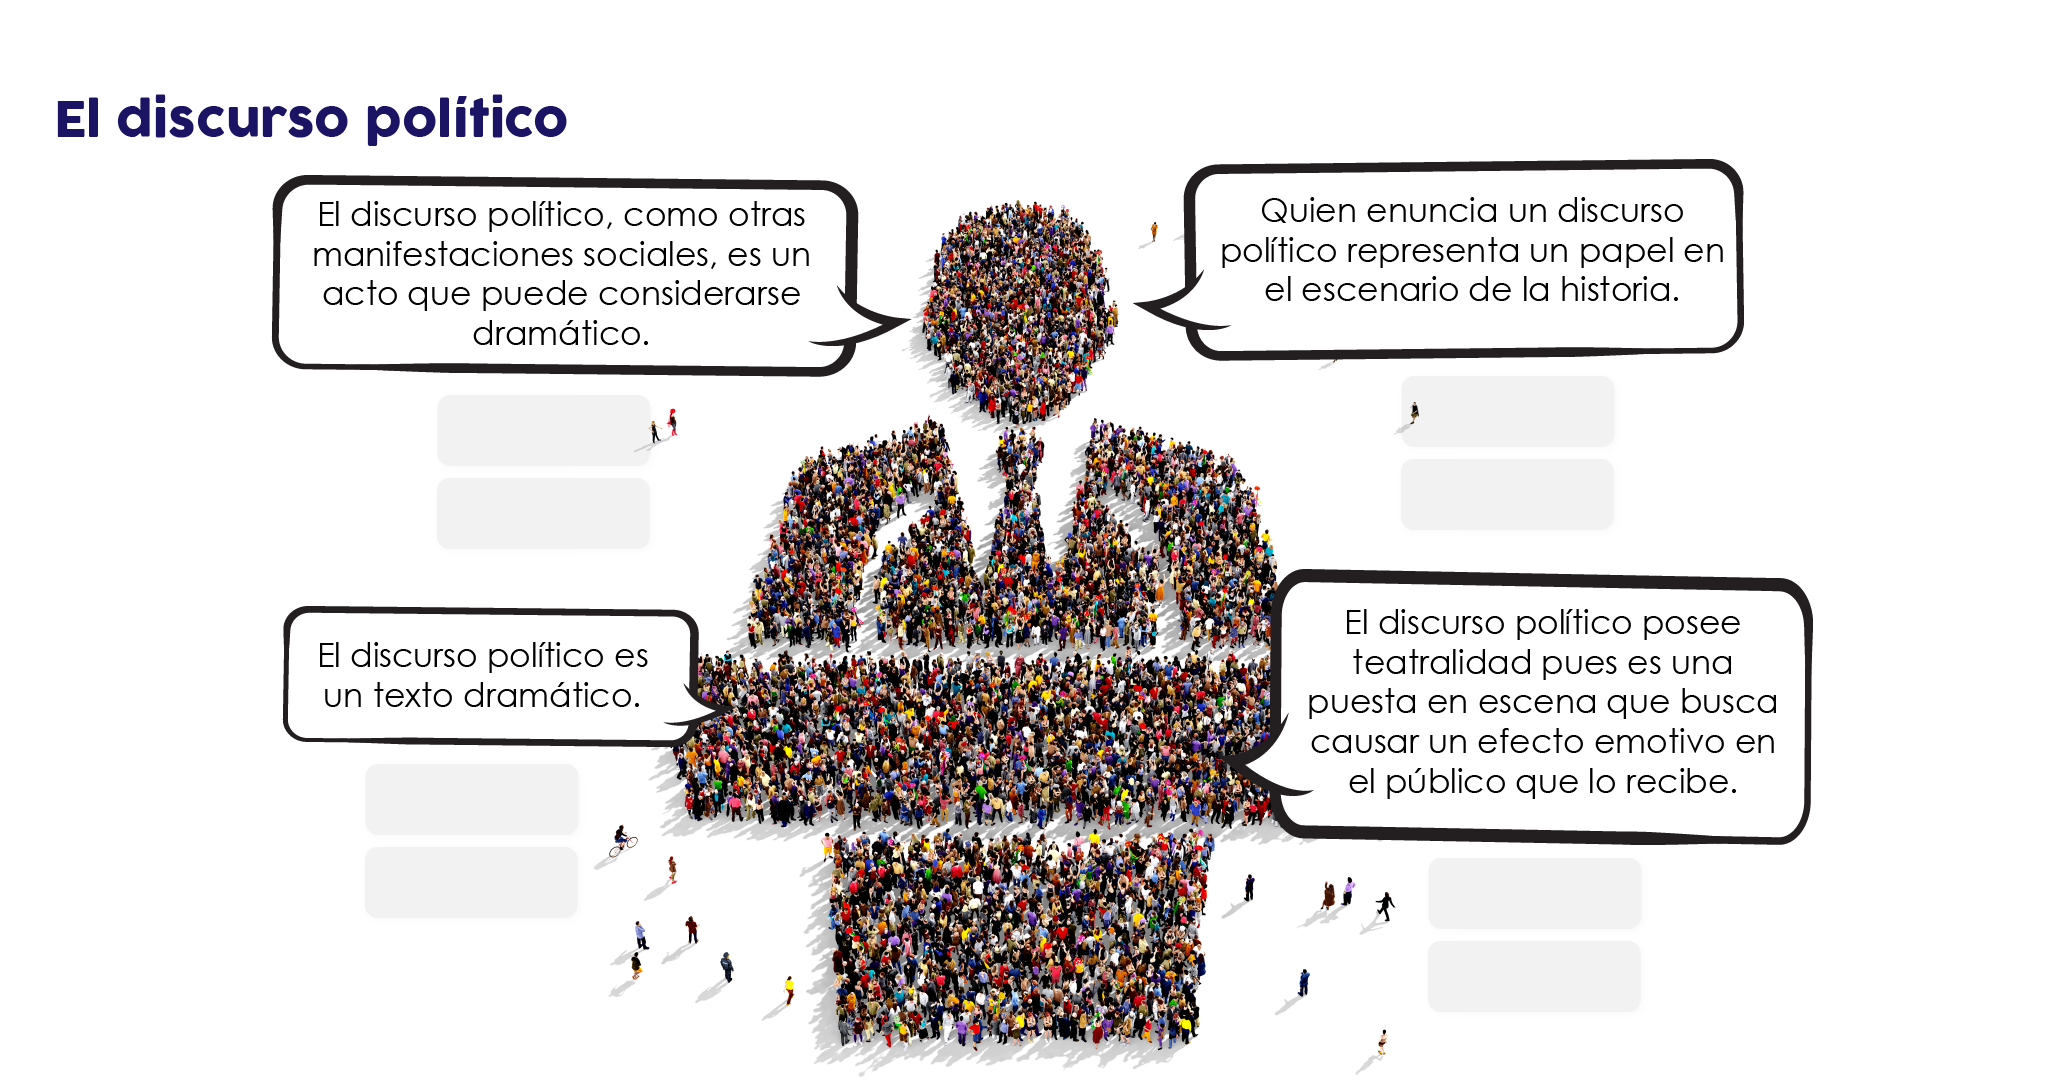 El discurso político
El discurso político, como otras
manifestaciones sociales, es un
acto que puede considerarse
dramático.
Quien enuncia un discurso
político representa un papel en
el escenario de la historia.
El discurso político es
un texto dramático.
El discurso político posee
teatralidad pues es una
puesta en escena que busca
causar un efecto emotivo en
el público que lo recibe.